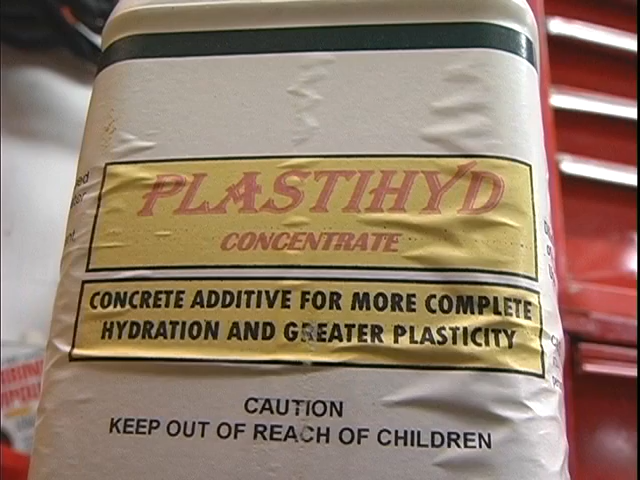 PLASTIHYD
CONCENTRATE
CONCRETE ADDITIVE FOR MORE COMPLETE
HYDRATION AND GREATER PLASTICITY
CAUTION
KEEP OUT OF REACH OF CHILDREN